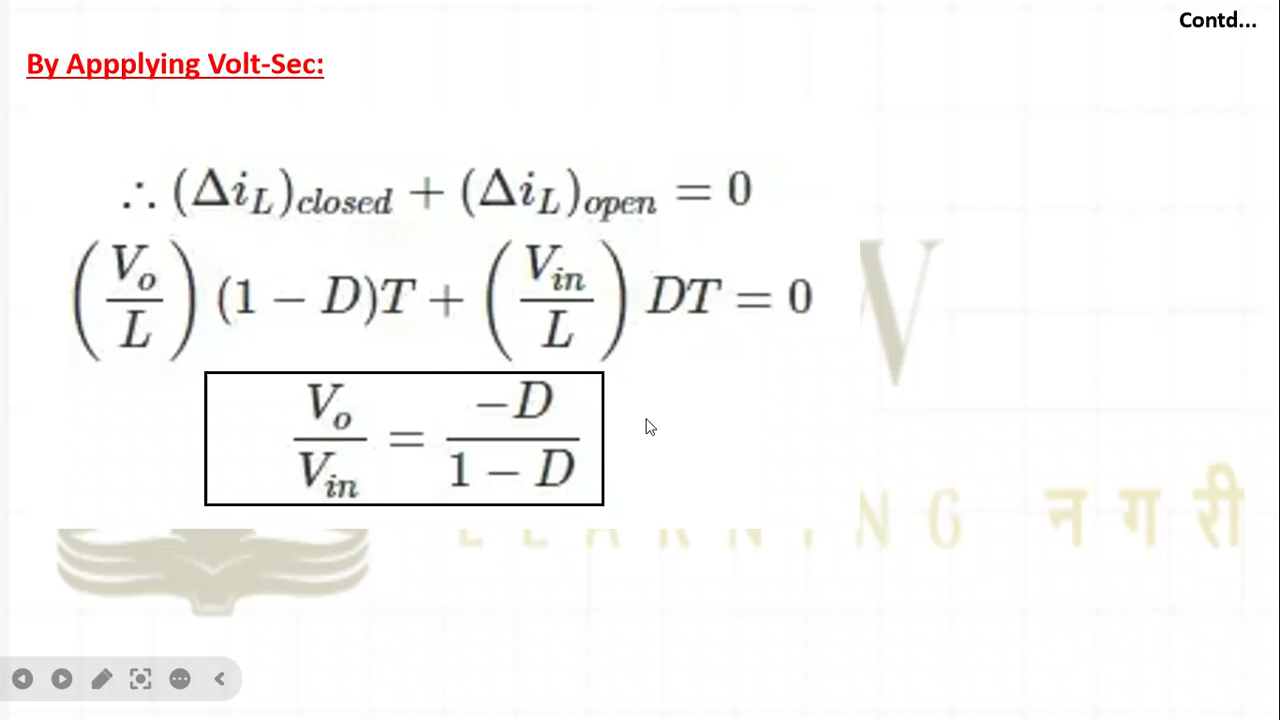 Contd...
By Appplying Volt-Sec:
∴ (Δi_L)_closed + (Δi_L)_open = 0
(V_o/L)(1 − D)T + (V_in/L) DT = 0
V_o/V_in = −D/(1 − D)
V
LEARNING नगरी